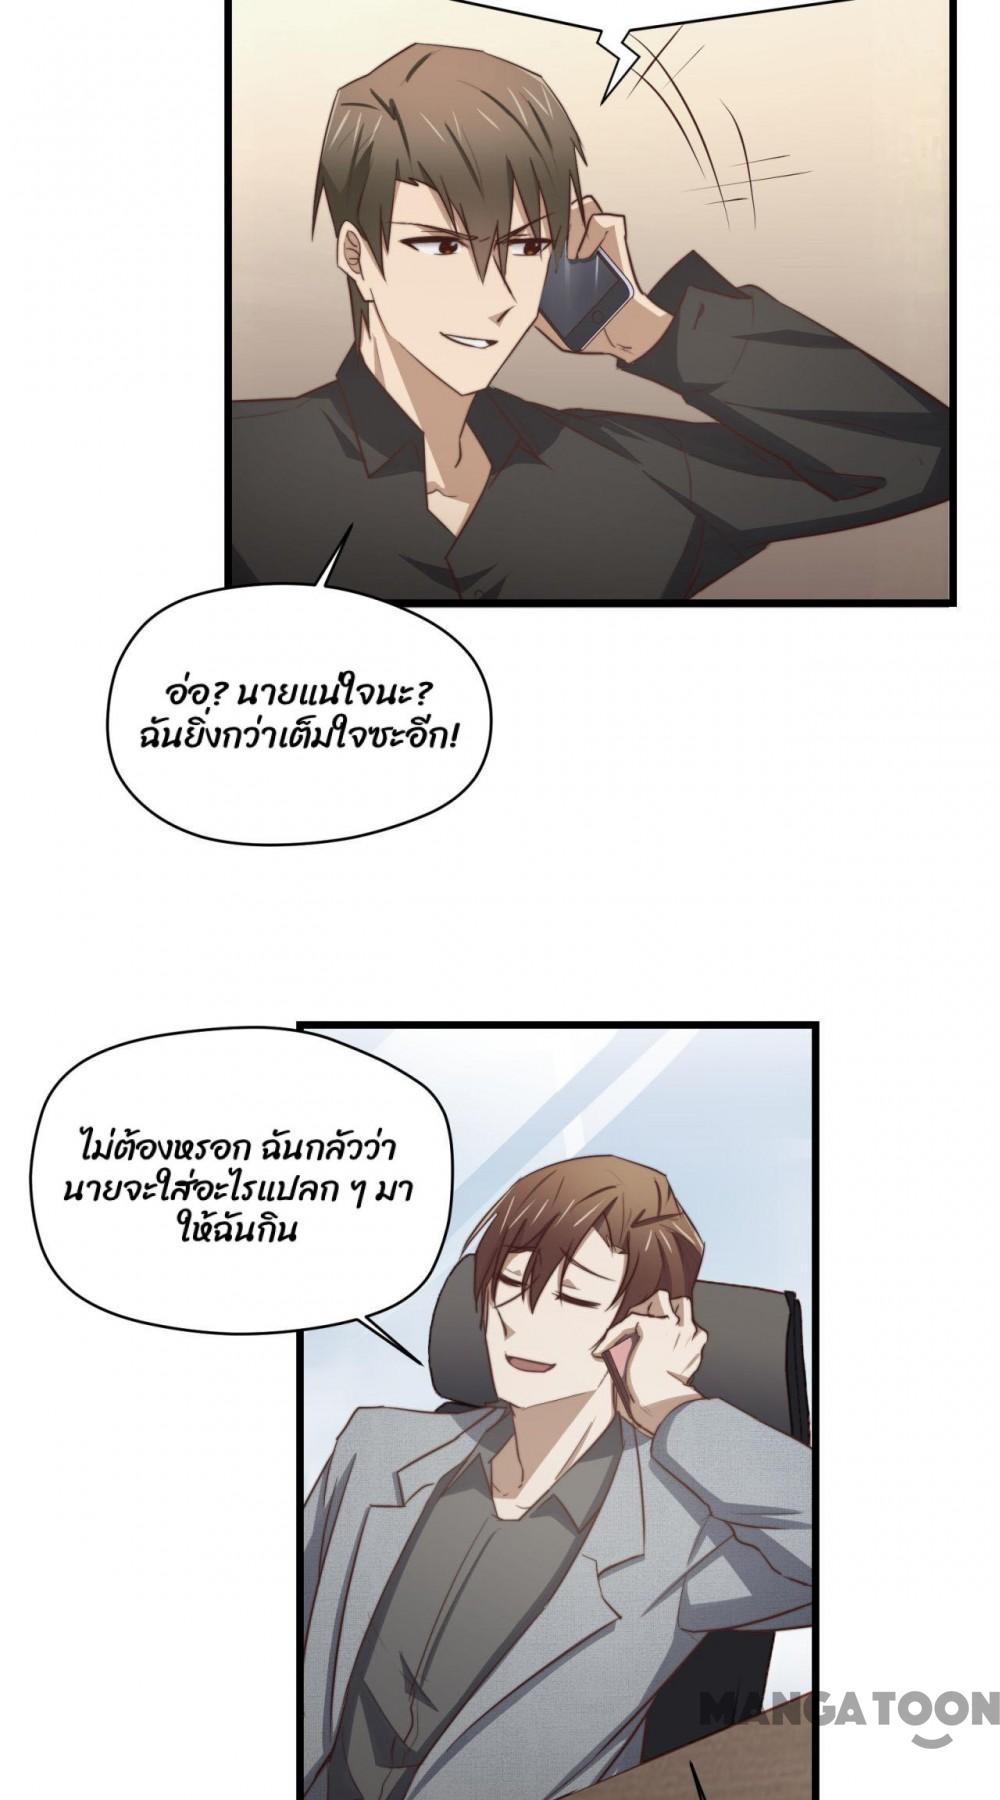 อ่อ? นายแน่ใจนะ?
ฉันยิ่งกว่าเต็มใจซะอีก!
ไม่ต้องหรอก ฉันกลัวว่า
นายจะใส่อะไรแปลก ๆ มา
ให้ฉันกิน
MANGATOON